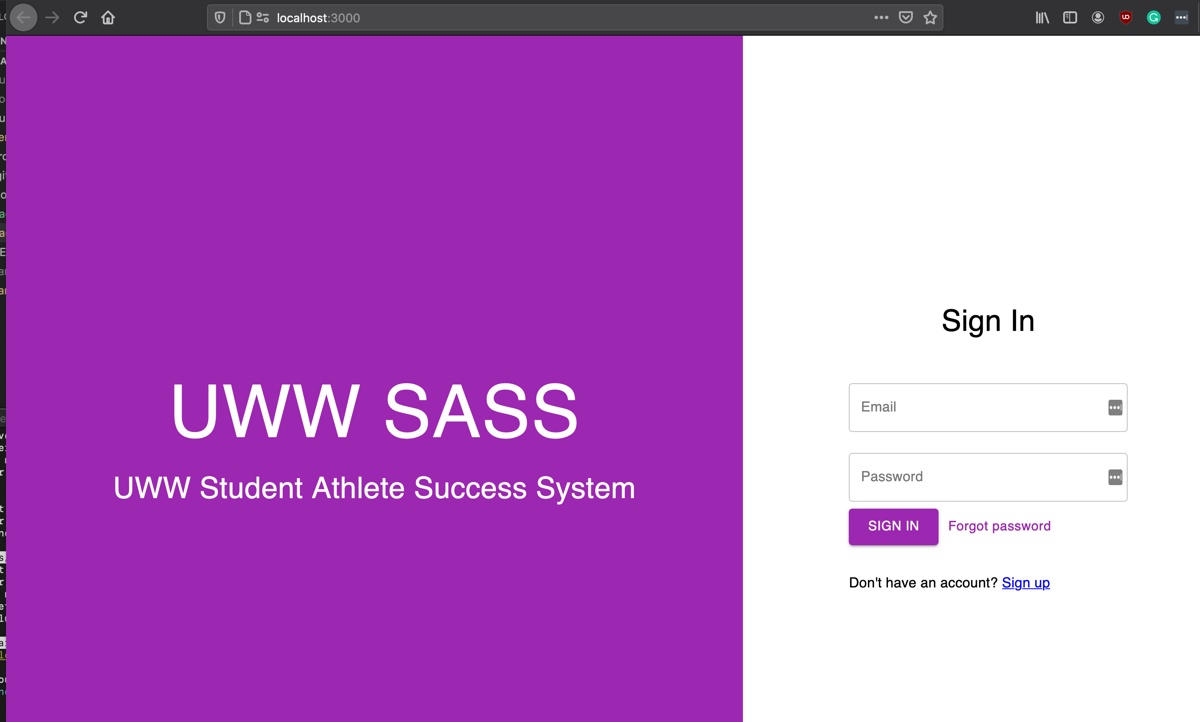 localhost:3000
UWW SASS
UWW Student Athlete Success System
Sign In
Email
Password
SIGN IN Forgot password
Don't have an account? Sign up